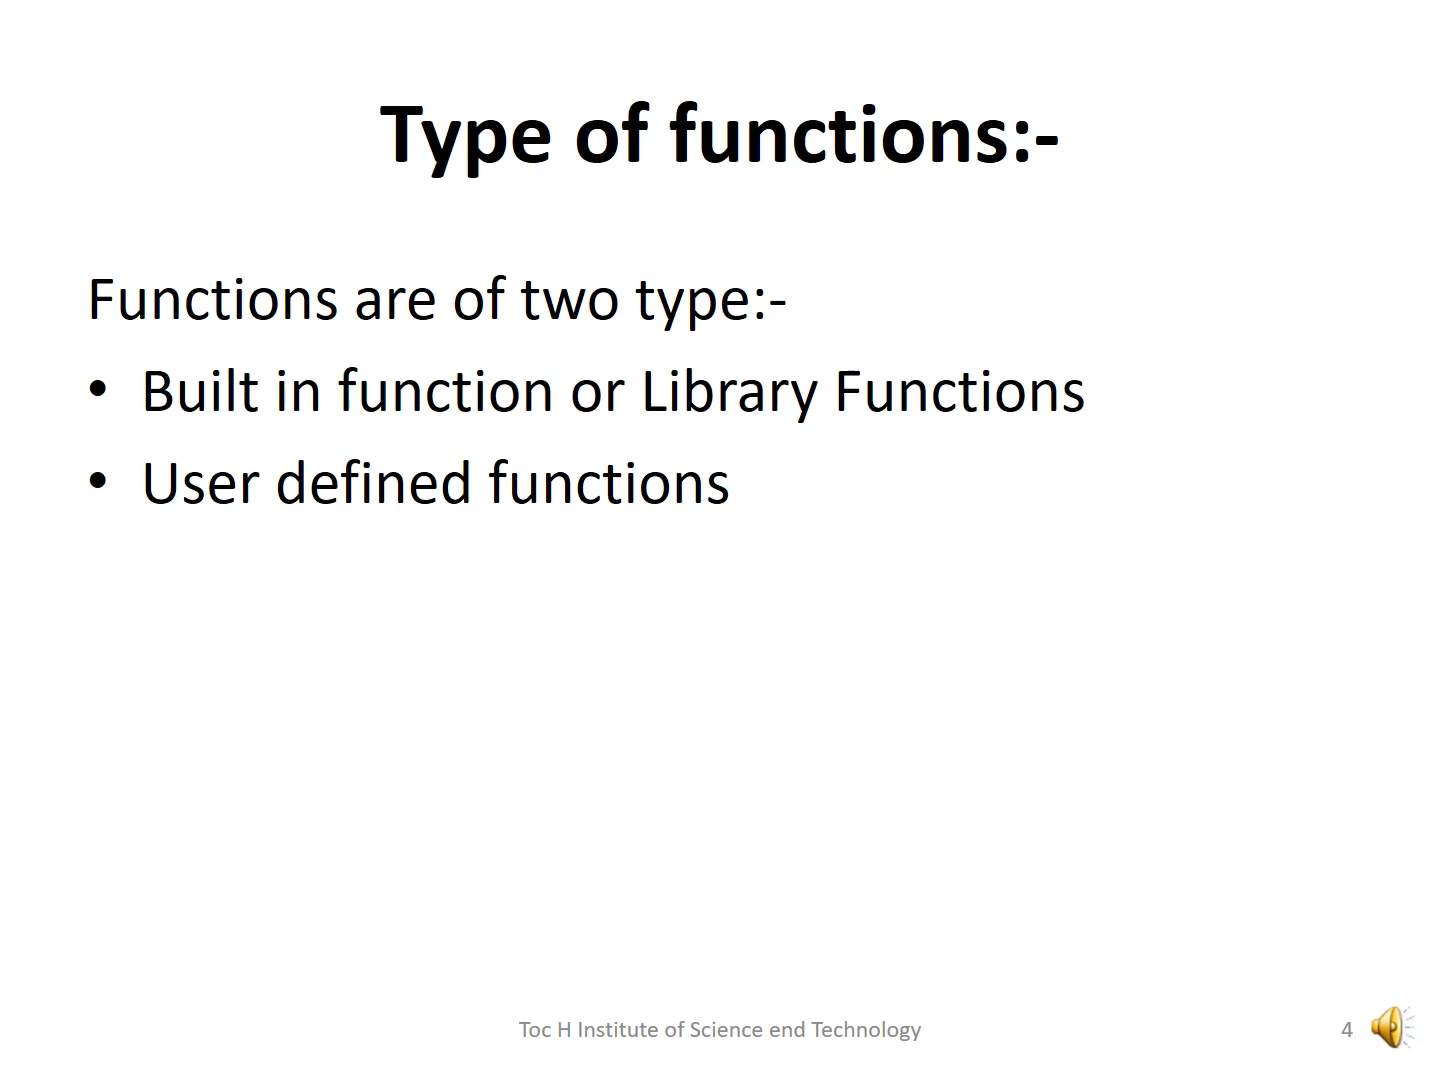 Type of functions:-
Functions are of two type:-
• Built in function or Library Functions
• User defined functions
Toc H Institute of Science end Technology
4